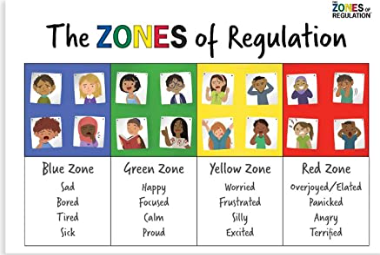 The ZONES of Regulation
THE ZONES OF REGULATION
Blue Zone
Sad
Bored
Tired
Sick
Green Zone
Happy
Focused
Calm
Proud
Yellow Zone
Worried
Frustrated
Silly
Excited
Red Zone
Overjoyed/Elated
Panicked
Angry
Terrified